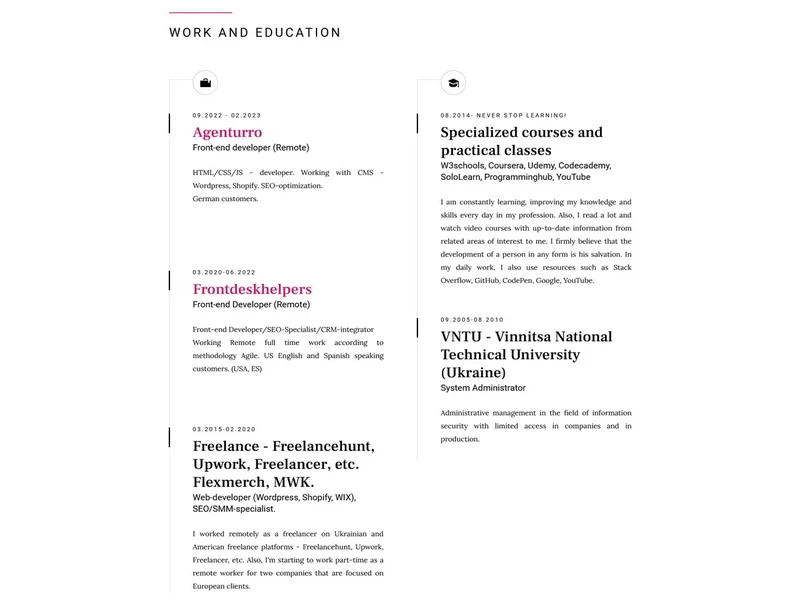 WORK AND EDUCATION
09.2022 - 02.2023
Agenturro
Front-end developer (Remote)
HTML/CSS/JS - developer. Working with CMS -
Wordpress, Shopify. SEO-optimization.
German customers.
03.2020-06.2022
Frontdeskhelpers
Front-end Developer (Remote)
Front-end Developer/SEO-Specialist/CRM-integrator
Working Remote full time work according to
methodology Agile. US English and Spanish speaking
customers. (USA, ES)
03.2015-02.2020
Freelance - Freelancehunt,
Upwork, Freelancer, etc.
Flexmerch, MWK.
Web-developer (Wordpress, Shopify, WIX),
SEO/SMM-specialist.
I worked remotely as a freelancer on Ukrainian and
American freelance platforms - Freelancehunt, Upwork,
Freelancer, etc. Also, I'm starting to work part-time as a
remote worker for two companies that are focused on
European clients.
08.2014- NEVER STOP LEARNING!
Specialized courses and
practical classes
W3schools, Coursera, Udemy, Codecademy,
SoloLearn, Programminghub, YouTube
I am constantly learning, improving my knowledge and
skills every day in my profession. Also, I read a lot and
watch video courses with up-to-date information from
related areas of interest to me. I firmly believe that the
development of a person in any form is his salvation. In
my daily work, I also use resources such as Stack
Overflow, GitHub, CodePen, Google, YouTube.
09.2005-08.2010
VNTU - Vinnitsa National
Technical University
(Ukraine)
System Administrator
Administrative management in the field of information
security with limited access in companies and in
production.